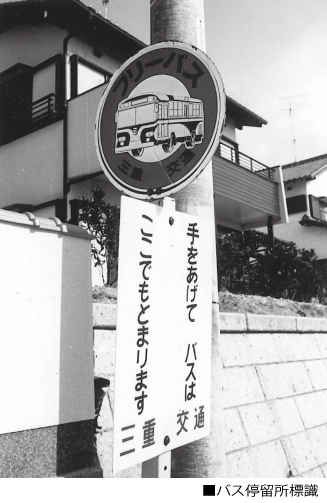 フリーバス
三重 交通
手をあげて バスは
ここでもとまります
三重 交通
■バス停留所標識